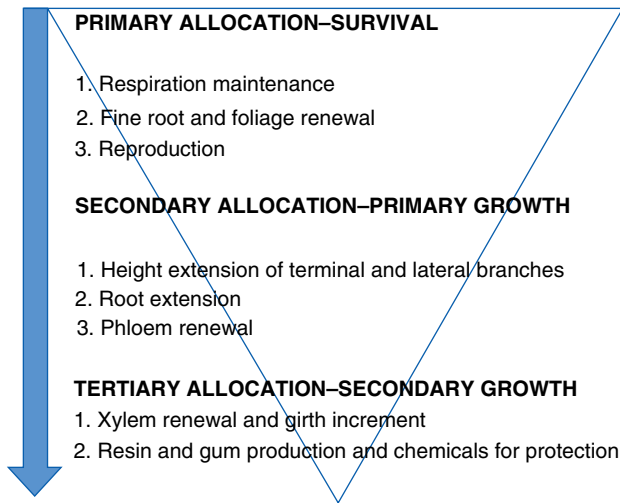 PRIMARY ALLOCATION–SURVIVAL
1. Respiration maintenance
2. Fine root and foliage renewal
3. Reproduction
SECONDARY ALLOCATION–PRIMARY GROWTH
1. Height extension of terminal and lateral branches
2. Root extension
3. Phloem renewal
TERTIARY ALLOCATION–SECONDARY GROWTH
1. Xylem renewal and girth increment
2. Resin and gum production and chemicals for protection